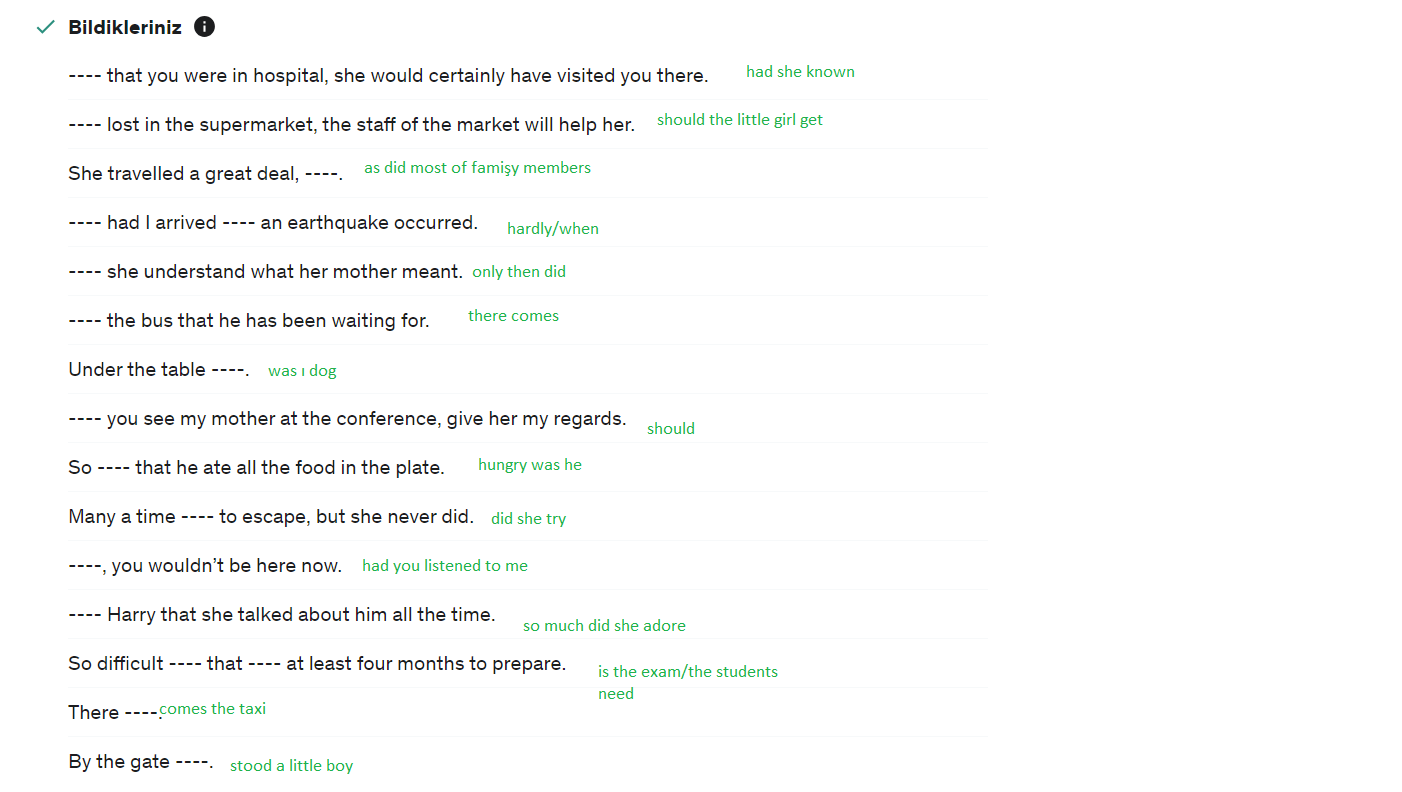 Bildikleriniz
---- that you were in hospital, she would certainly have visited you there. had she known
---- lost in the supermarket, the staff of the market will help her. should the little girl get
She travelled a great deal, ----. as did most of famişy members
---- had I arrived ---- an earthquake occurred. hardly/when
---- she understand what her mother meant. only then did
---- the bus that he has been waiting for. there comes
Under the table ----. was ı dog
---- you see my mother at the conference, give her my regards. should
So ---- that he ate all the food in the plate. hungry was he
Many a time ---- to escape, but she never did. did she try
----, you wouldn’t be here now. had you listened to me
---- Harry that she talked about him all the time. so much did she adore
So difficult ---- that ---- at least four months to prepare. is the exam/the students
need
There ----. comes the taxi
By the gate ----. stood a little boy